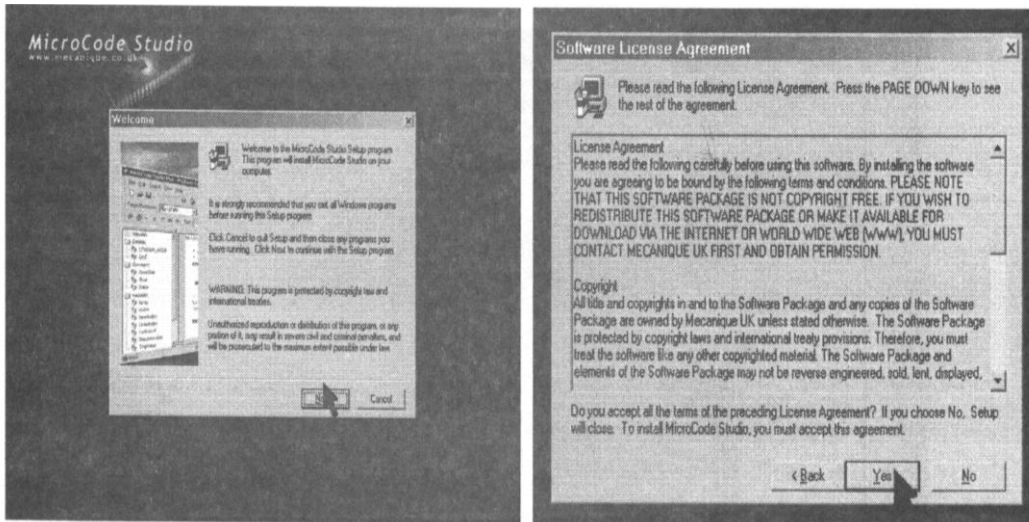 MicroCode Studio
www.mecanique.co.uk
Welcome
Welcome to the MicroCode Studio Setup program.
This program will install MicroCode Studio on your
computer.
It is strongly recommended that you exit all Windows programs
before running this Setup program.
Click Cancel to quit Setup and then close any programs you
have running. Click Next to continue with the Setup program.
WARNING: This program is protected by copyright law and
international treaties.
Unauthorized reproduction or distribution of this program, or any
portion of it, may result in severe civil and criminal penalties, and
will be prosecuted to the maximum extent possible under law.
Cancel
Software License Agreement
Please read the following License Agreement. Press the PAGE DOWN key to see
the rest of the agreement.
License Agreement
Please read the following carefully before using this software. By installing the software
you are agreeing to be bound by the following terms and conditions. PLEASE NOTE
THAT THIS SOFTWARE PACKAGE IS NOT COPYRIGHT FREE. IF YOU WISH TO
REDISTRIBUTE THIS SOFTWARE PACKAGE OR MAKE IT AVAILABLE FOR
DOWNLOAD VIA THE INTERNET OR WORLD WIDE WEB (WWW), YOU MUST
CONTACT MECANIQUE UK FIRST AND OBTAIN PERMISSION.
Copyright
All title and copyrights in and to the Software Package and any copies of the Software
Package are owned by Mecanique UK unless stated otherwise. The Software Package
is protected by copyright laws and international treaty provisions. Therefore, you must
treat the software like any other copyrighted material. The Software Package and
elements of the Software Package may not be reverse engineered, sold, lent, displayed,
Do you accept all the terms of the preceding License Agreement? If you choose No, Setup
will close. To install MicroCode Studio, you must accept this agreement.
< Back
Yes
No